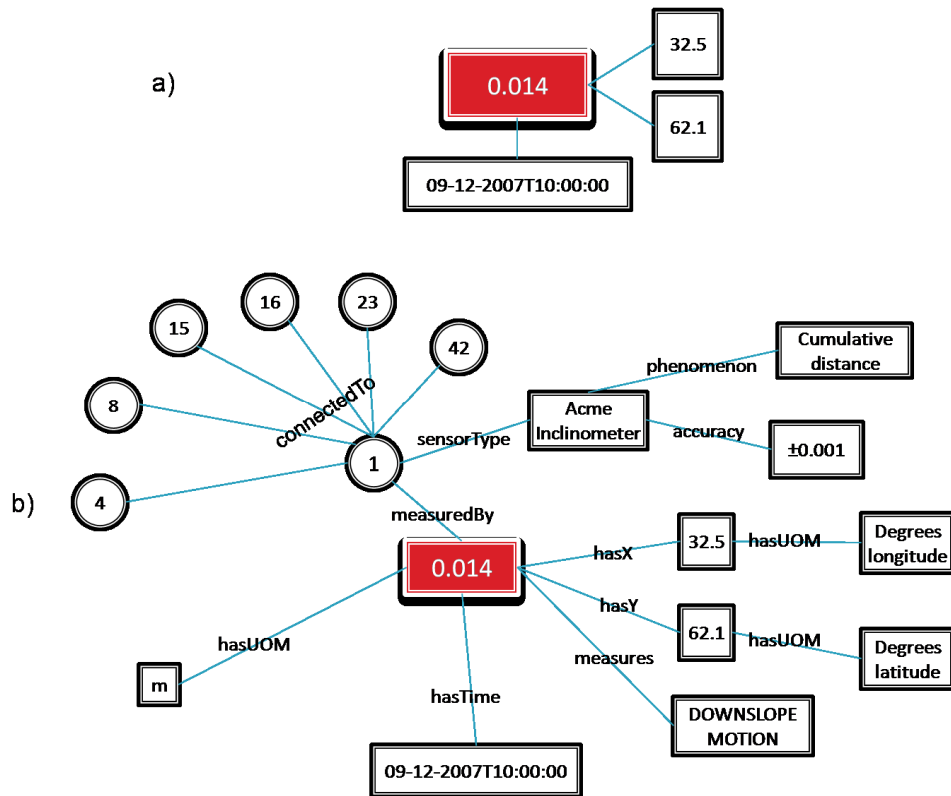 a)
0.014
32.5
62.1
09-12-2007T10:00:00
b)
4
8
15
16
23
42
connectedTo
1
sensorType
Acme
Inclinometer
phenomenon
Cumulative
distance
accuracy
±0.001
measuredBy
0.014
hasX
32.5
hasUOM
Degrees
longitude
hasY
62.1
hasUOM
Degrees
latitude
measures
DOWNSLOPE
MOTION
hasUOM
m
hasTime
09-12-2007T10:00:00